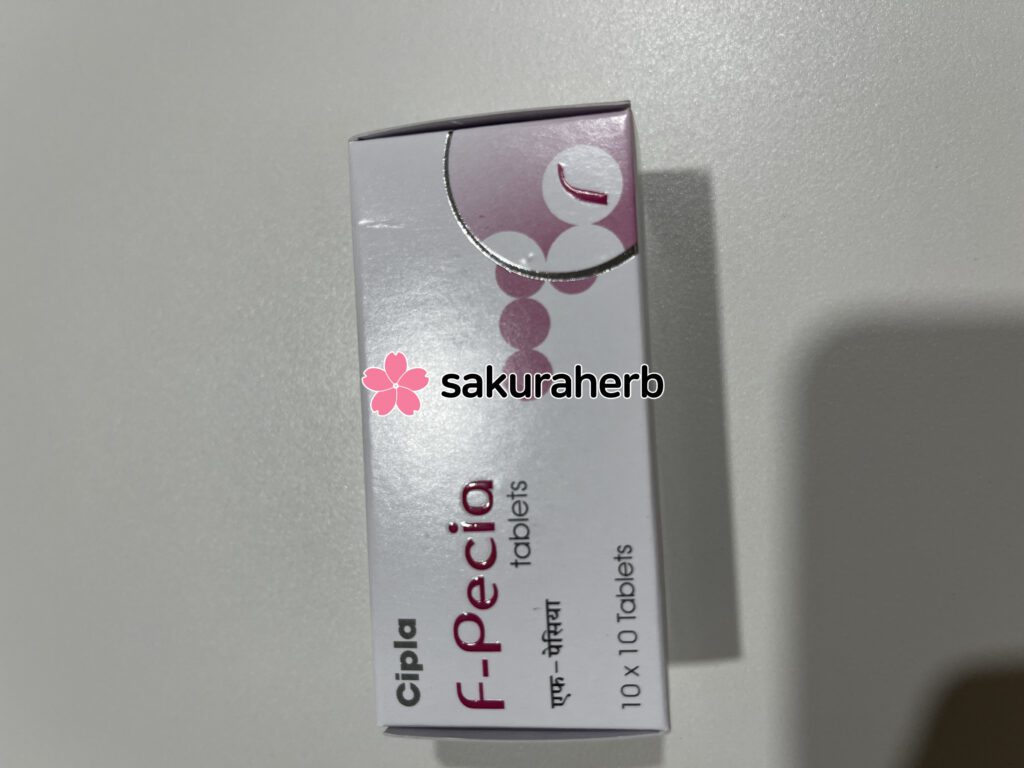 Cipla
F-Pecia
tablets
एफ-पेसिया
10 x 10 Tablets
sakuraherb